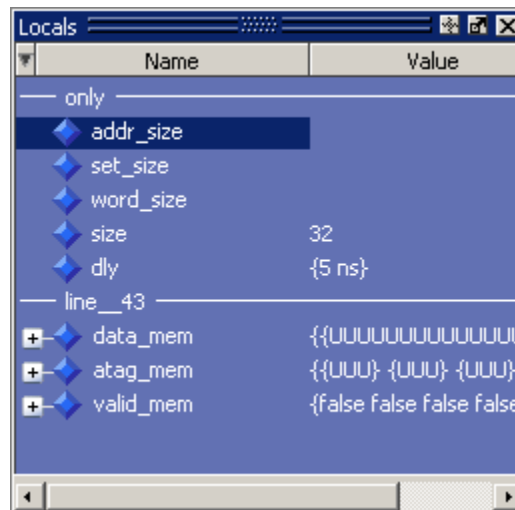 Locals
Name Value
only
addr_size
set_size
word_size
size 32
dly {5 ns}
line__43
data_mem {{UUUUUUUUUUUUUU
atag_mem {{UUU} {UUU} {UUU}
valid_mem {false false false false